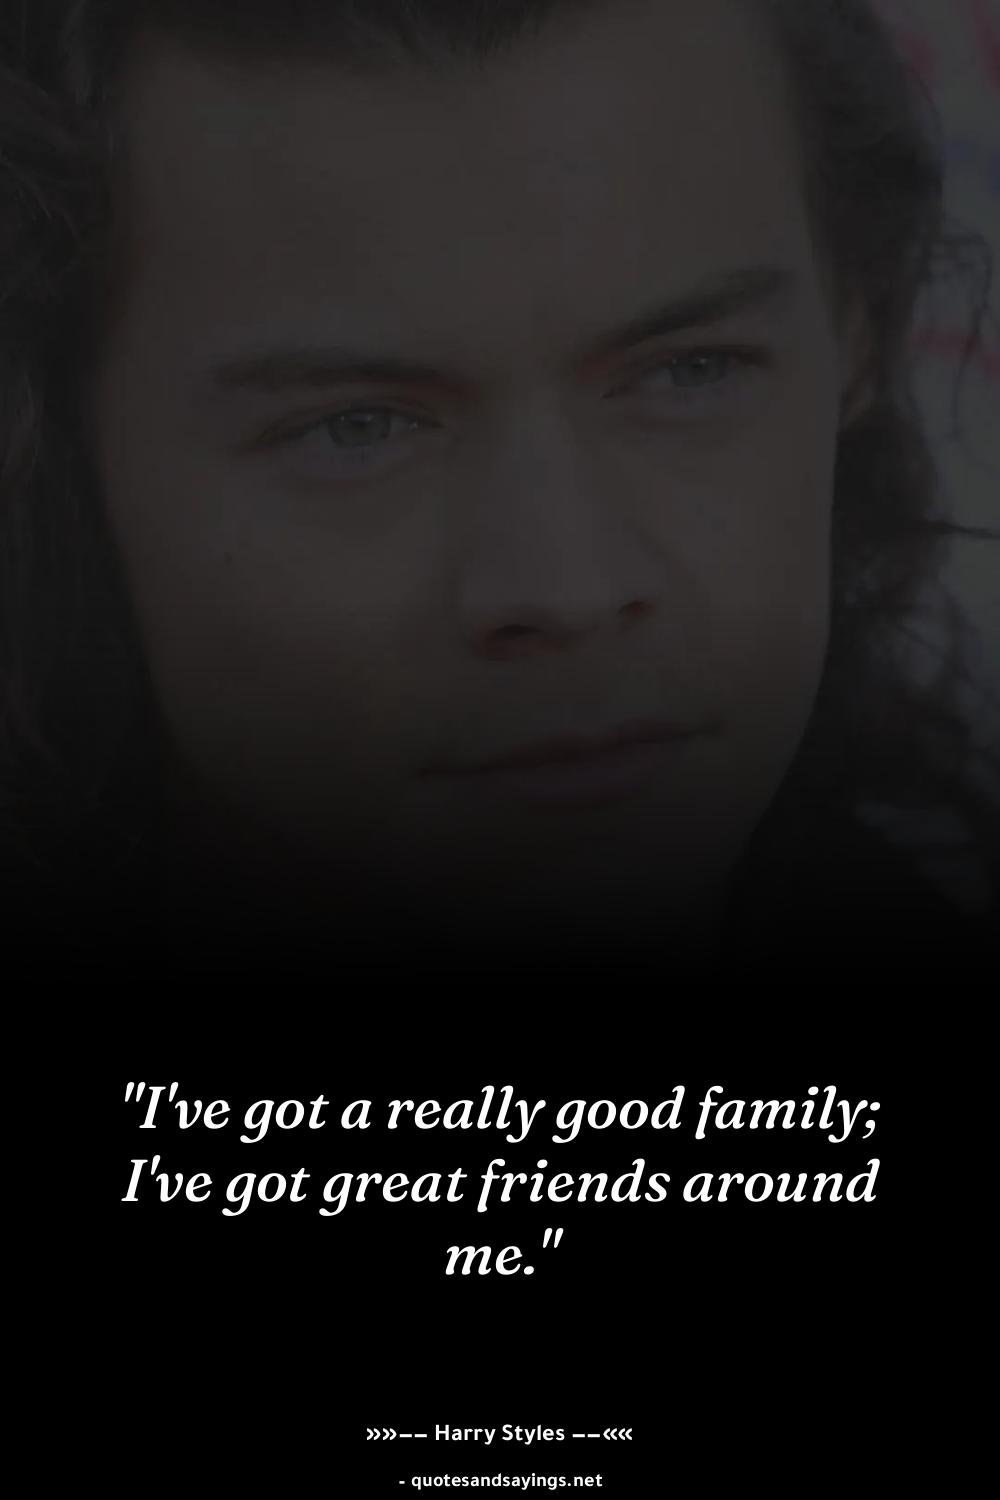 "I've got a really good family;
I've got great friends around
me."
»»−− Harry Styles −−««
- quotesandsayings.net